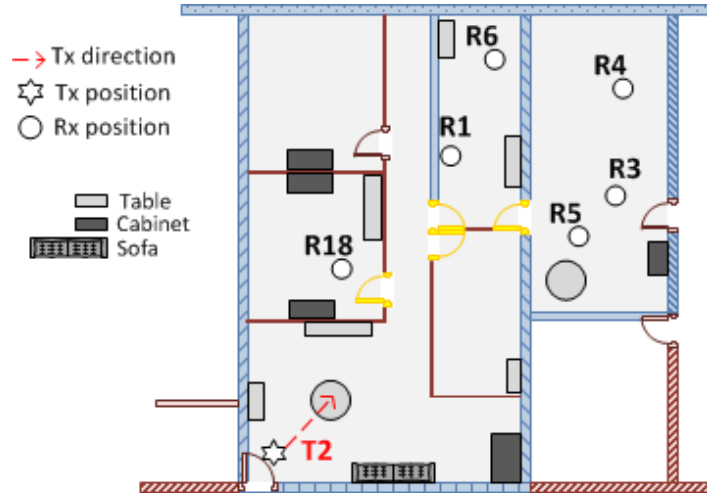 Tx direction
Tx position
Rx position
Table
Cabinet
Sofa
R6
R4
R1
R3
R5
R18
T2